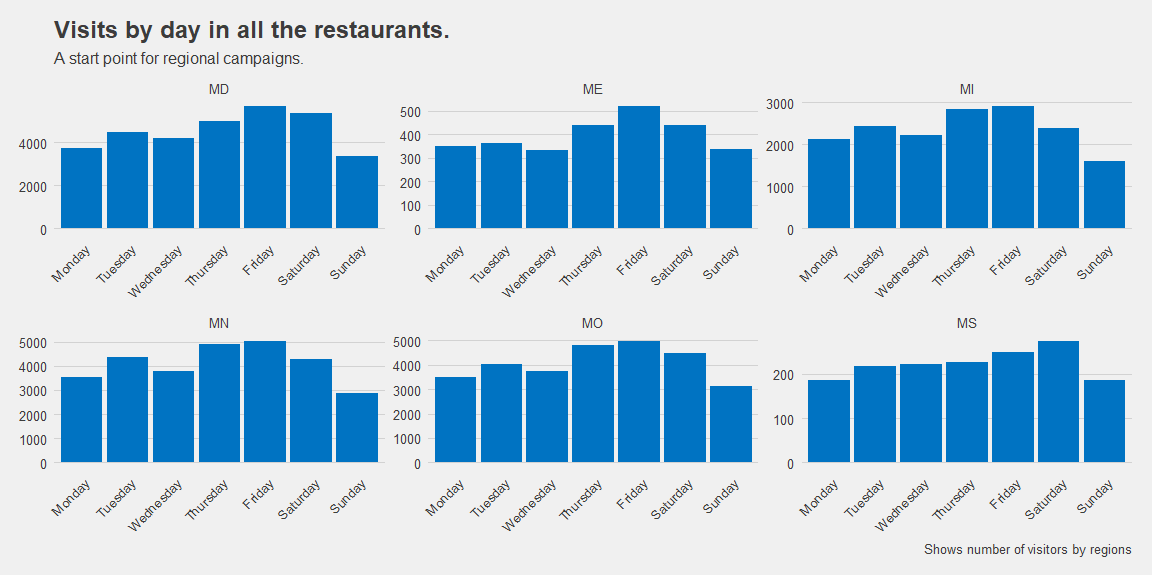 Visits by day in all the restaurants.
A start point for regional campaigns.
MD
4000
2000
0
Monday
Tuesday
Wednesday
Thursday
Friday
Saturday
Sunday
ME
500
400
300
200
100
0
Monday
Tuesday
Wednesday
Thursday
Friday
Saturday
Sunday
MI
3000
2000
1000
0
Monday
Tuesday
Wednesday
Thursday
Friday
Saturday
Sunday
MN
5000
4000
3000
2000
1000
0
Monday
Tuesday
Wednesday
Thursday
Friday
Saturday
Sunday
MO
5000
4000
3000
2000
1000
0
Monday
Tuesday
Wednesday
Thursday
Friday
Saturday
Sunday
MS
200
100
0
Monday
Tuesday
Wednesday
Thursday
Friday
Saturday
Sunday
Shows number of visitors by regions